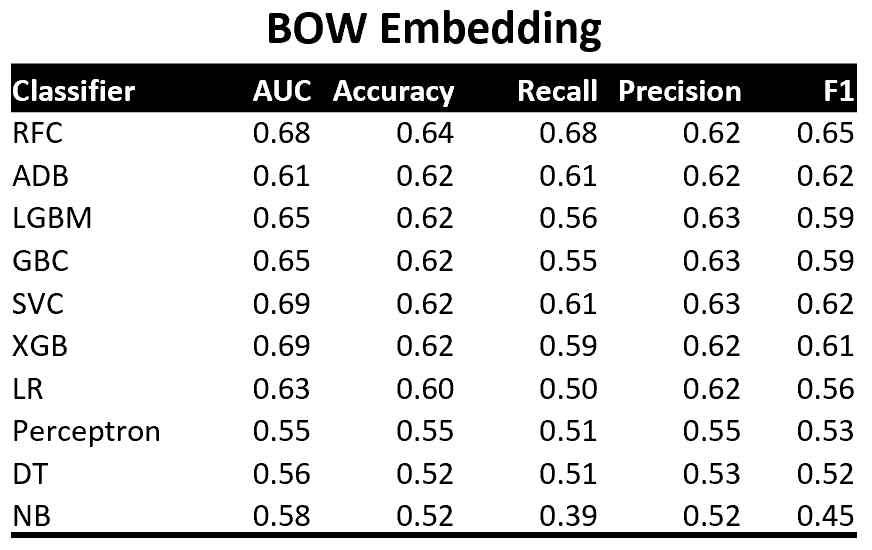 BOW Embedding
Classifier AUC Accuracy Recall Precision F1
RFC 0.68 0.64 0.68 0.62 0.65
ADB 0.61 0.62 0.61 0.62 0.62
LGBM 0.65 0.62 0.56 0.63 0.59
GBC 0.65 0.62 0.55 0.63 0.59
SVC 0.69 0.62 0.61 0.63 0.62
XGB 0.69 0.62 0.59 0.62 0.61
LR 0.63 0.60 0.50 0.62 0.56
Perceptron 0.55 0.55 0.51 0.55 0.53
DT 0.56 0.52 0.51 0.53 0.52
NB 0.58 0.52 0.39 0.52 0.45